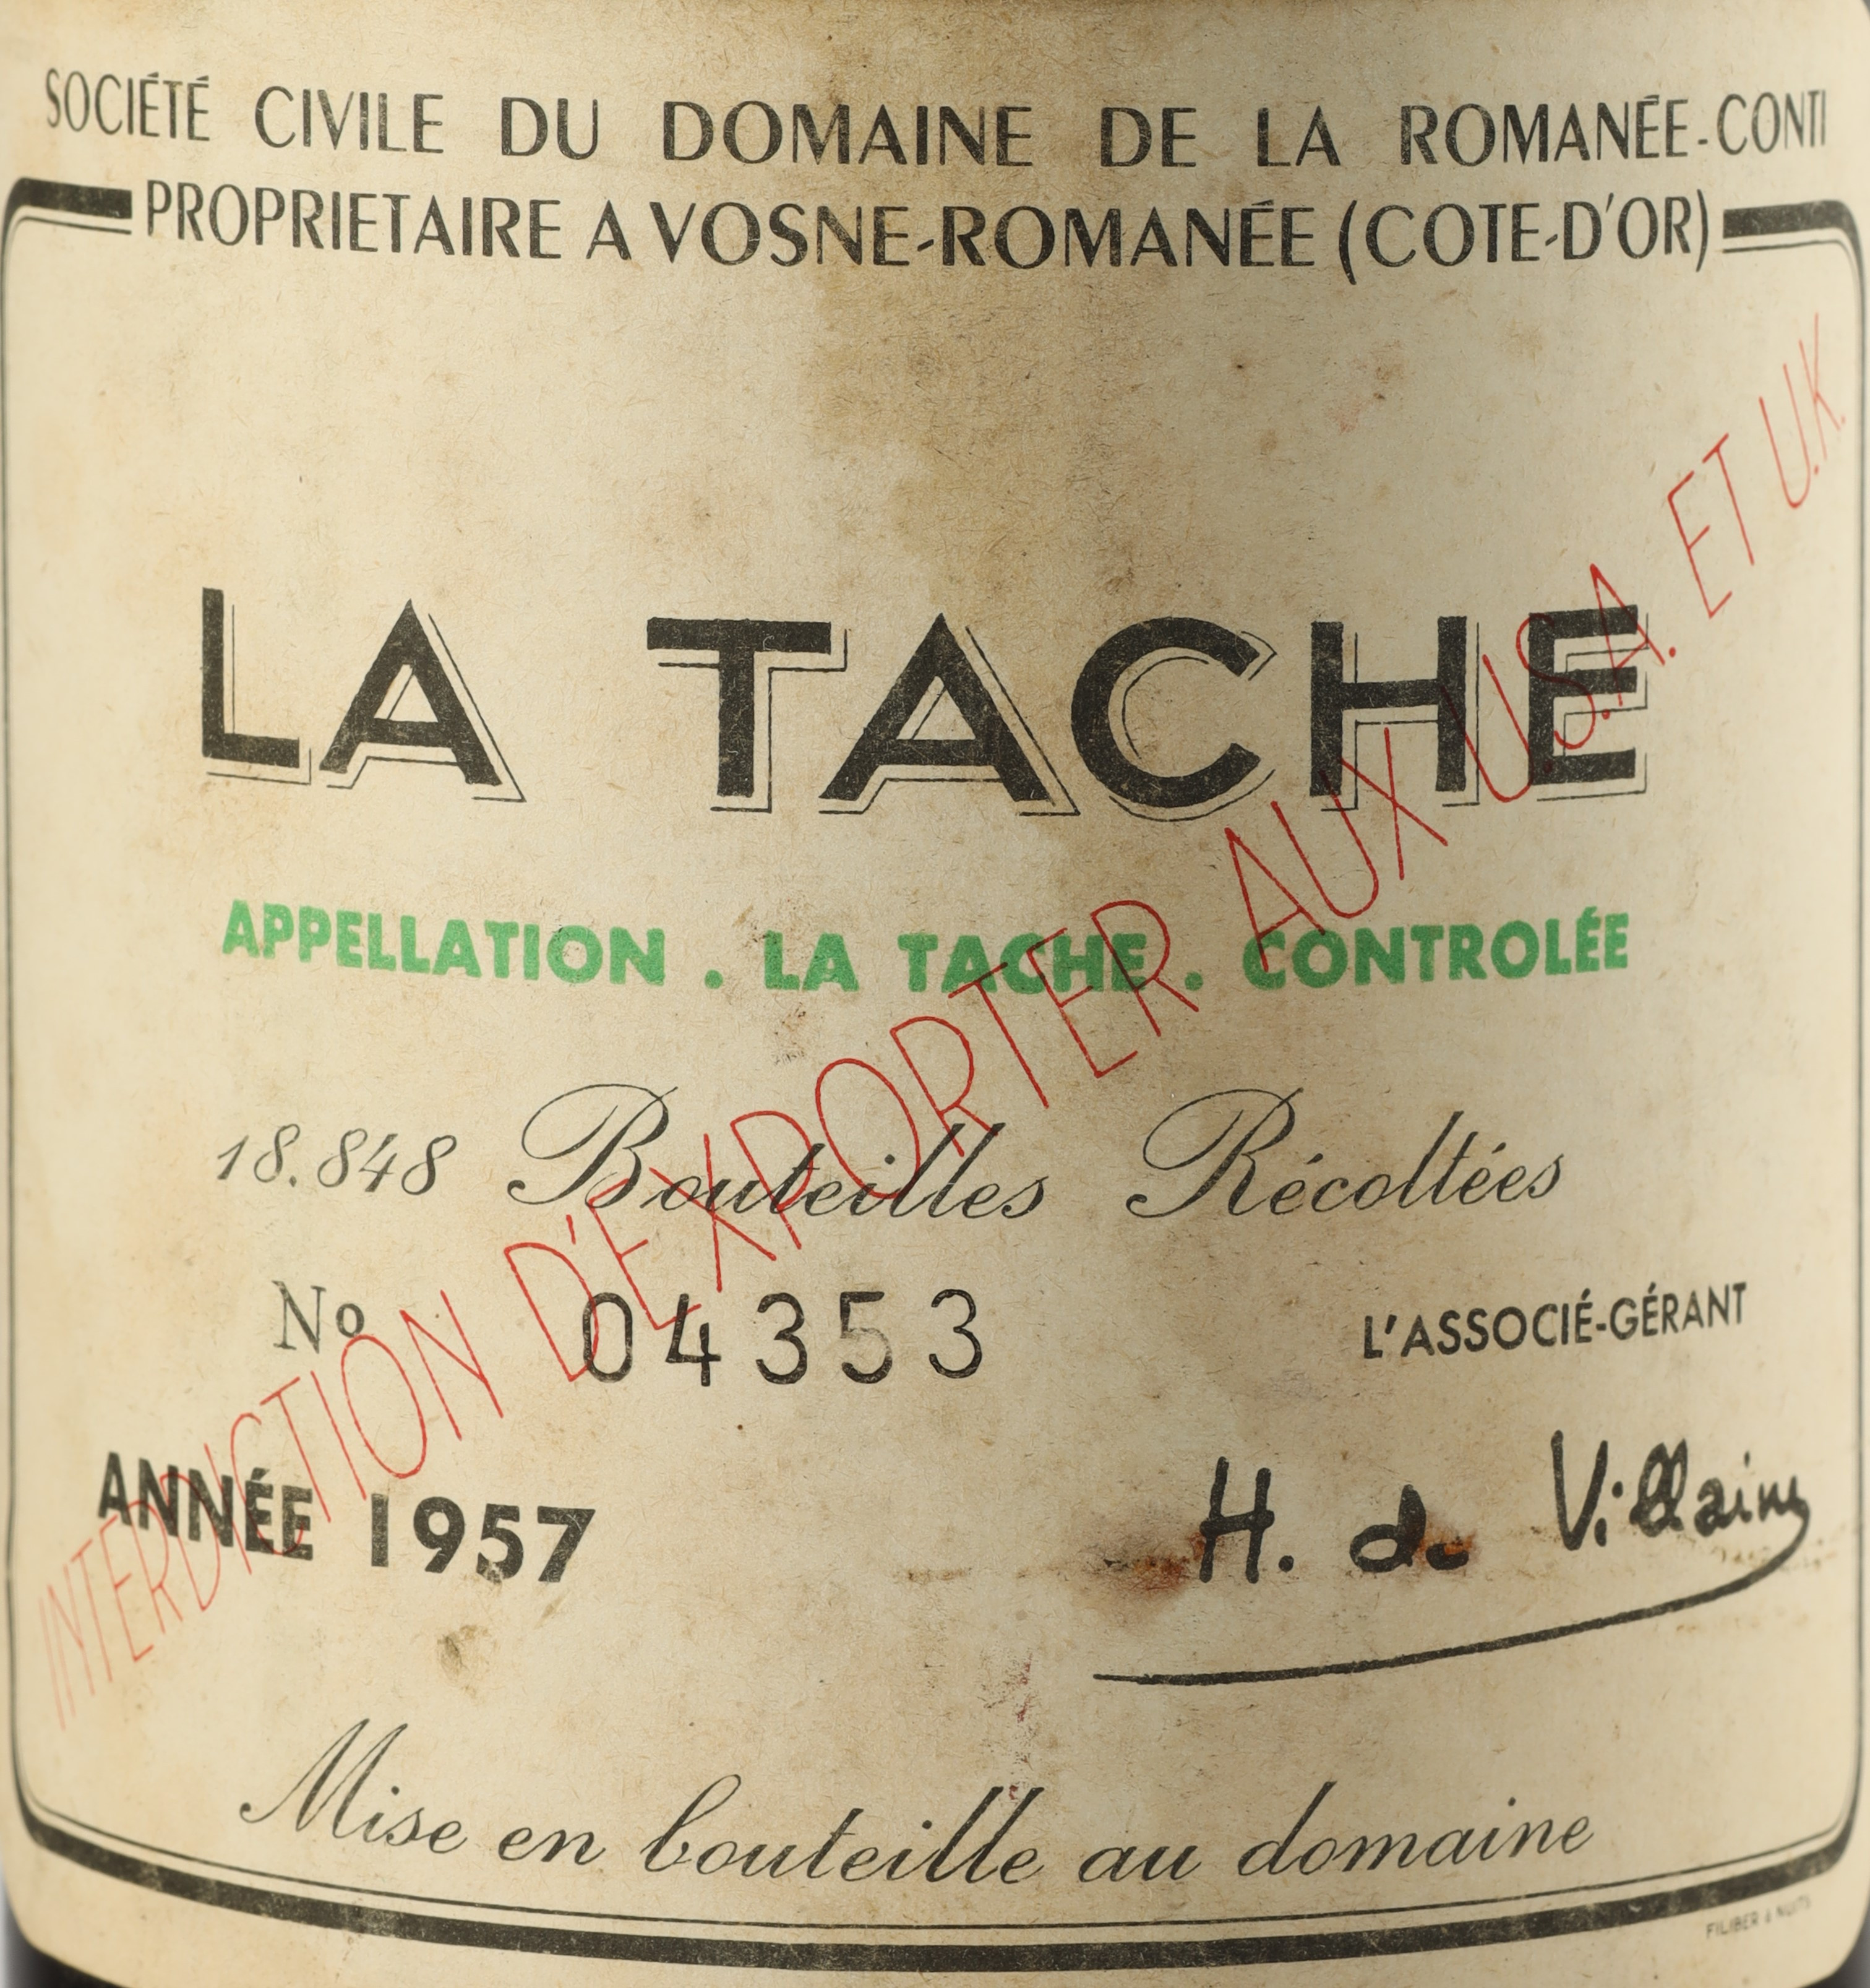 SOCIÉTÉ CIVILE DU DOMAINE DE LA ROMANÉE-CONTI
PROPRIETAIRE A VOSNE-ROMANÉE (COTE-D'OR)
LA TACHE
APPELLATION . LA TACHE . CONTROLÉE
18.848 Bouteilles Récoltées
No 04353
L'ASSOCIÉ-GÉRANT
ANNÉE 1957
H. de Villaine
INTERDICTION D'EXPORTER AUX U.S.A. ET U.K.
Mise en bouteille au domaine
FILIBER à NUITS